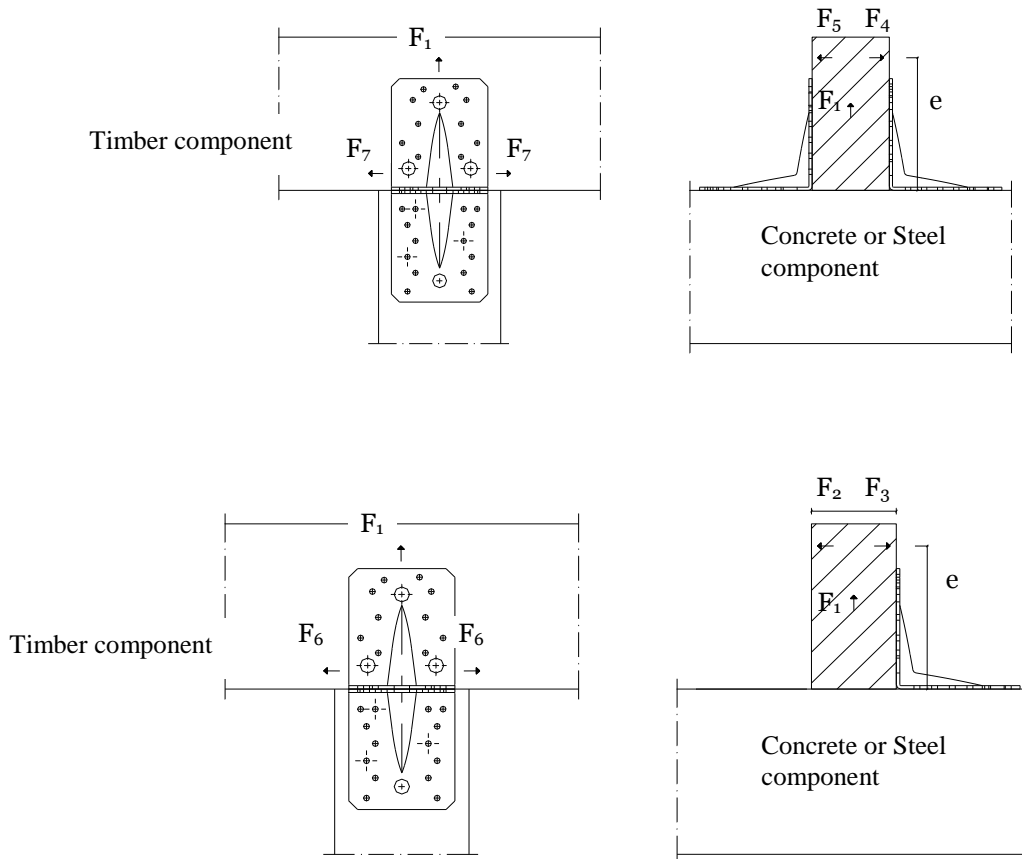 F₅ F₄
F₁
e
F₁
Timber component
F₇ F₇
Concrete or Steel
component
F₂ F₃
F₁
e
F₁
Timber component
F₆ F₆
Concrete or Steel
component